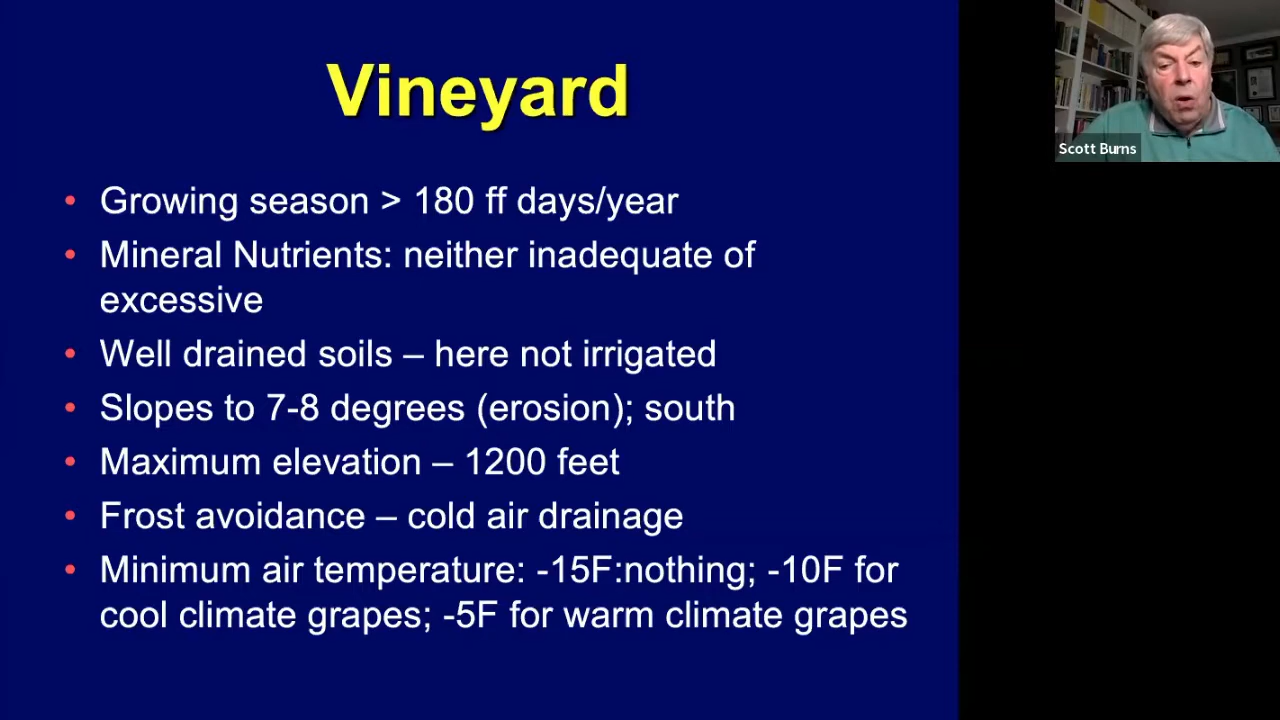 Vineyard
• Growing season > 180 ff days/year
• Mineral Nutrients: neither inadequate of
excessive
• Well drained soils – here not irrigated
• Slopes to 7-8 degrees (erosion); south
• Maximum elevation – 1200 feet
• Frost avoidance – cold air drainage
• Minimum air temperature: -15F:nothing; -10F for
cool climate grapes; -5F for warm climate grapes
Scott Burns